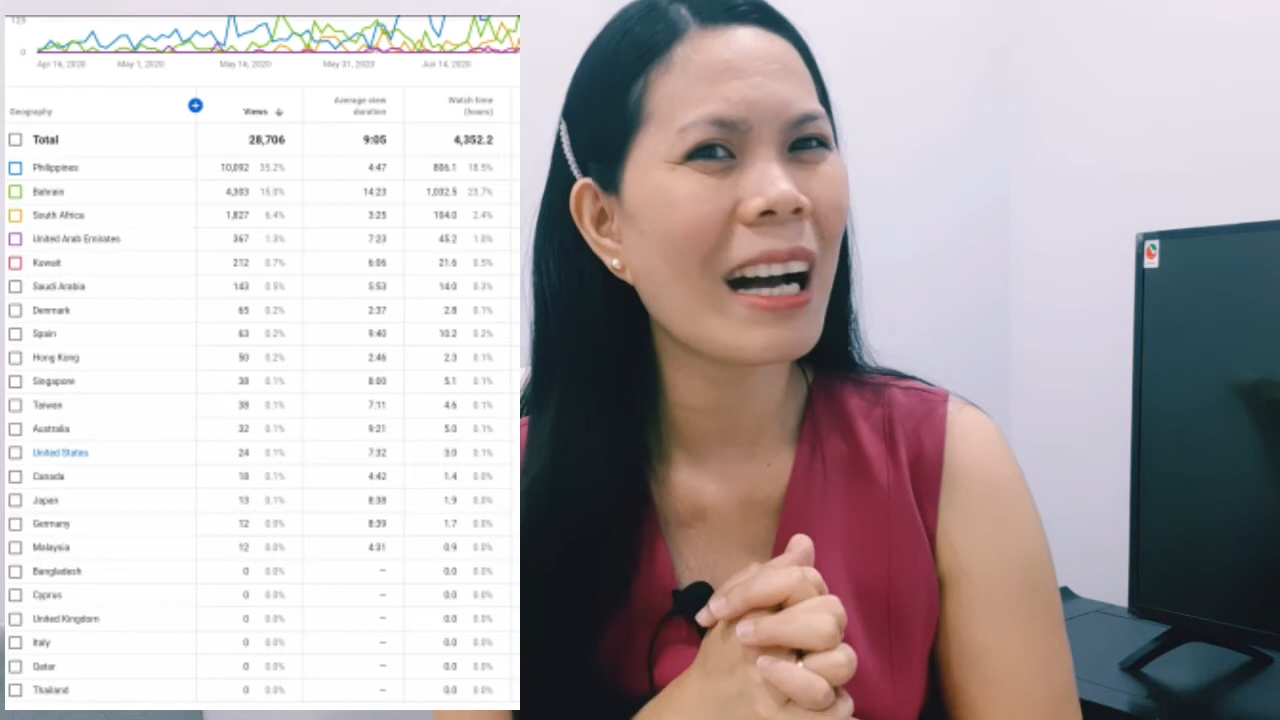 125
0
Apr 16, 2020 May 1, 2020 May 16, 2020 May 31, 2020 Jun 14, 2020
Geography Views Average view duration Watch time (hours)
Total 28,706 9:05 4,352.2
Philippines 10,092 35.2% 4:47 806.1 18.5%
Bahrain 4,303 15.0% 14:23 1,032.5 23.7%
South Africa 1,827 6.4% 3:25 104.0 2.4%
United Arab Emirates 367 1.3% 7:23 45.2 1.0%
Kuwait 212 0.7% 6:06 21.6 0.5%
Saudi Arabia 143 0.5% 5:53 14.0 0.3%
Denmark 65 0.2% 2:37 2.8 0.1%
Spain 63 0.2% 9:40 10.2 0.2%
Hong Kong 50 0.2% 2:46 2.3 0.1%
Singapore 38 0.1% 8:00 5.1 0.1%
Taiwan 38 0.1% 7:11 4.6 0.1%
Australia 32 0.1% 9:21 5.0 0.1%
United States 24 0.1% 7:32 3.0 0.1%
Canada 18 0.1% 4:42 1.4 0.0%
Japan 13 0.1% 8:38 1.9 0.0%
Germany 12 0.0% 8:39 1.7 0.0%
Malaysia 12 0.0% 4:31 0.9 0.0%
Bangladesh 0 0.0% — 0.0 0.0%
Cyprus 0 0.0% — 0.0 0.0%
United Kingdom 0 0.0% — 0.0 0.0%
Italy 0 0.0% — 0.0 0.0%
Qatar 0 0.0% — 0.0 0.0%
Thailand 0 0.0% — 0.0 0.0%